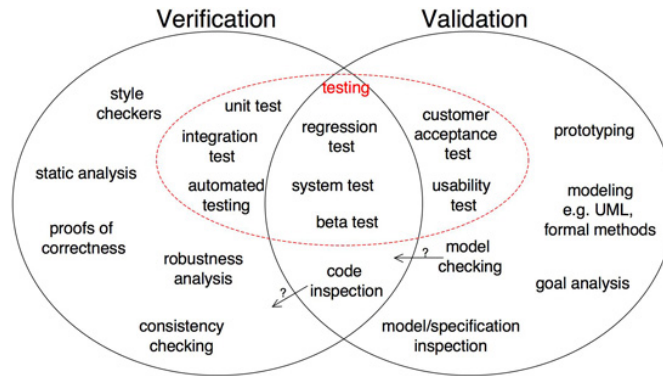 Verification
Validation
style
checkers
unit test
testing
integration
test
regression
test
customer
acceptance
test
prototyping
static analysis
automated
testing
system test
usability
test
modeling
e.g. UML,
formal methods
proofs of
correctness
beta test
robustness
analysis
?
model
checking
code
inspection
?
goal analysis
consistency
checking
model/specification
inspection